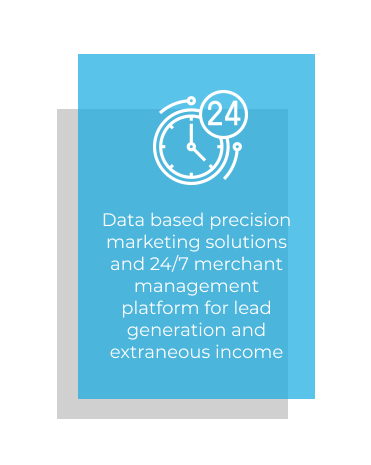 24
Data based precision
marketing solutions
and 24/7 merchant
management
platform for lead
generation and
extraneous income